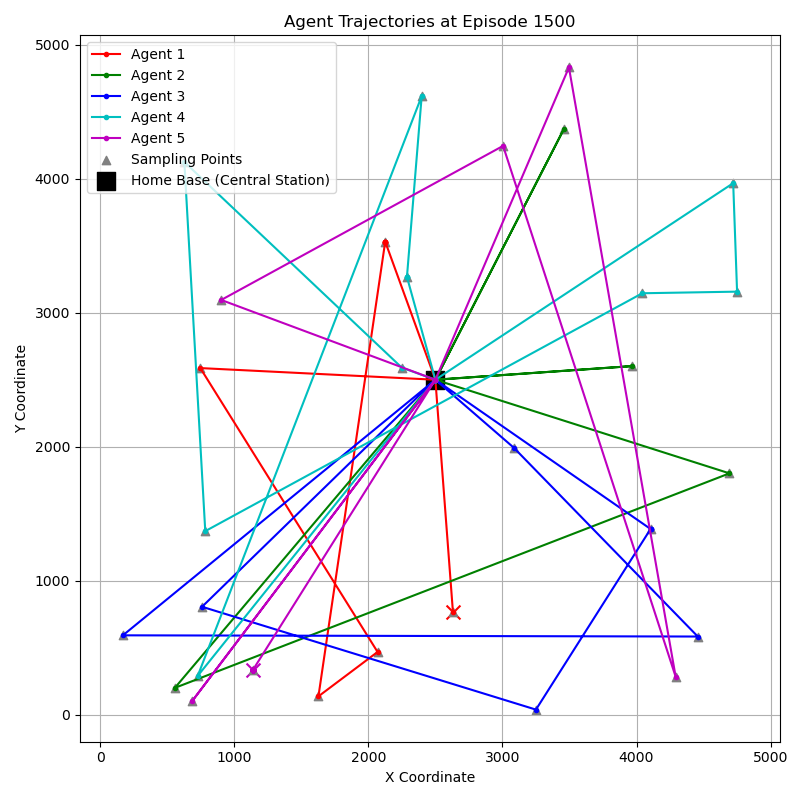 Agent Trajectories at Episode 1500
Agent 1
Agent 2
Agent 3
Agent 4
Agent 5
Sampling Points
Home Base (Central Station)
5000
4000
3000
2000
1000
0
Y Coordinate
0 1000 2000 3000 4000 5000
X Coordinate